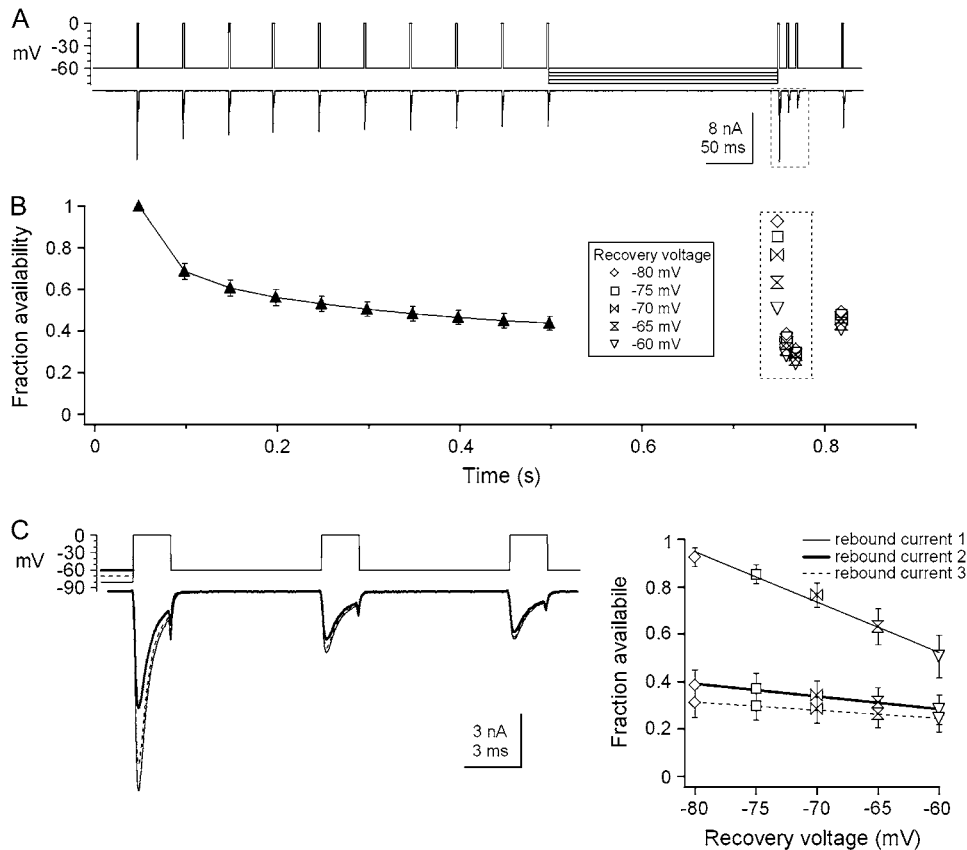 A
0
-30
mV
-60
8 nA
50 ms
B
1
0.8
0.6
0.4
0.2
0
Fraction availability
Recovery voltage
-80 mV
-75 mV
-70 mV
-65 mV
-60 mV
0
0.2
0.4
0.6
0.8
Time (s)
C
0
-30
mV
-60
-90
3 nA
3 ms
rebound current 1
rebound current 2
rebound current 3
1
0.8
0.6
0.4
0.2
0
Fraction availabile
-80
-75
-70
-65
-60
Recovery voltage (mV)